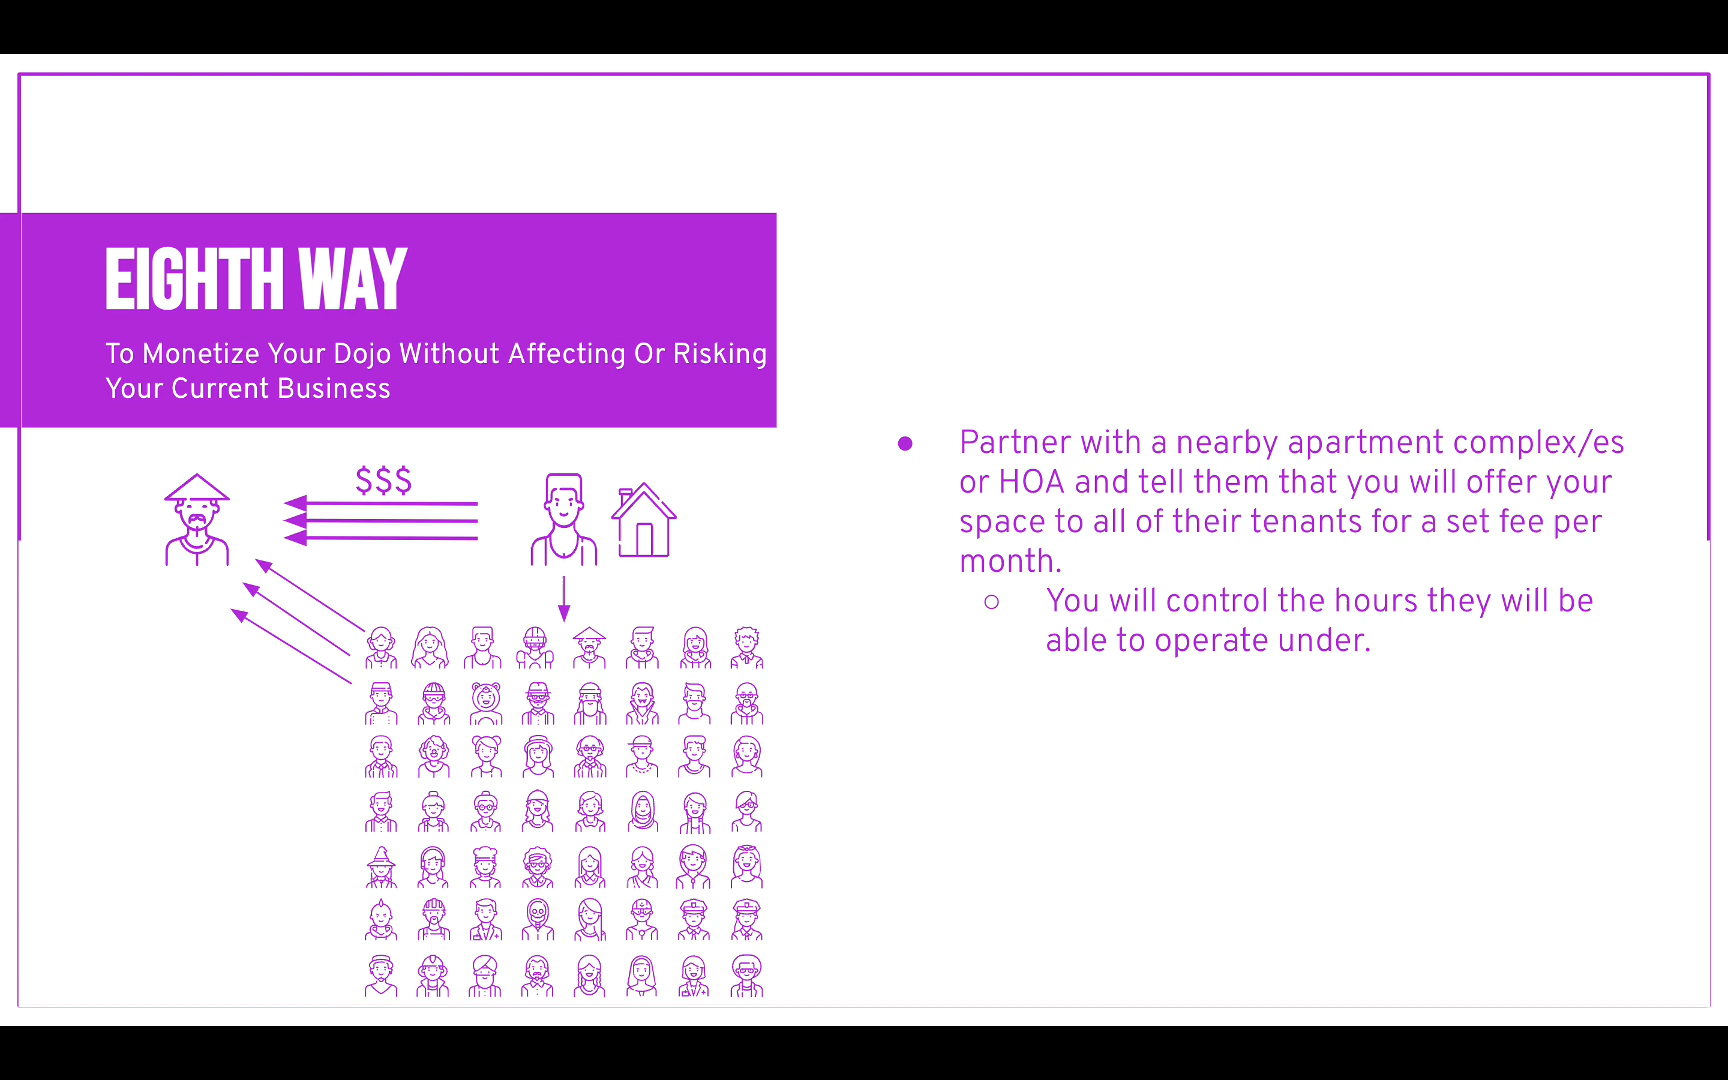 EIGHTH WAY
To Monetize Your Dojo Without Affecting Or Risking
Your Current Business
$$$
● Partner with a nearby apartment complex/es
or HOA and tell them that you will offer your
space to all of their tenants for a set fee per
month.
○ You will control the hours they will be
able to operate under.